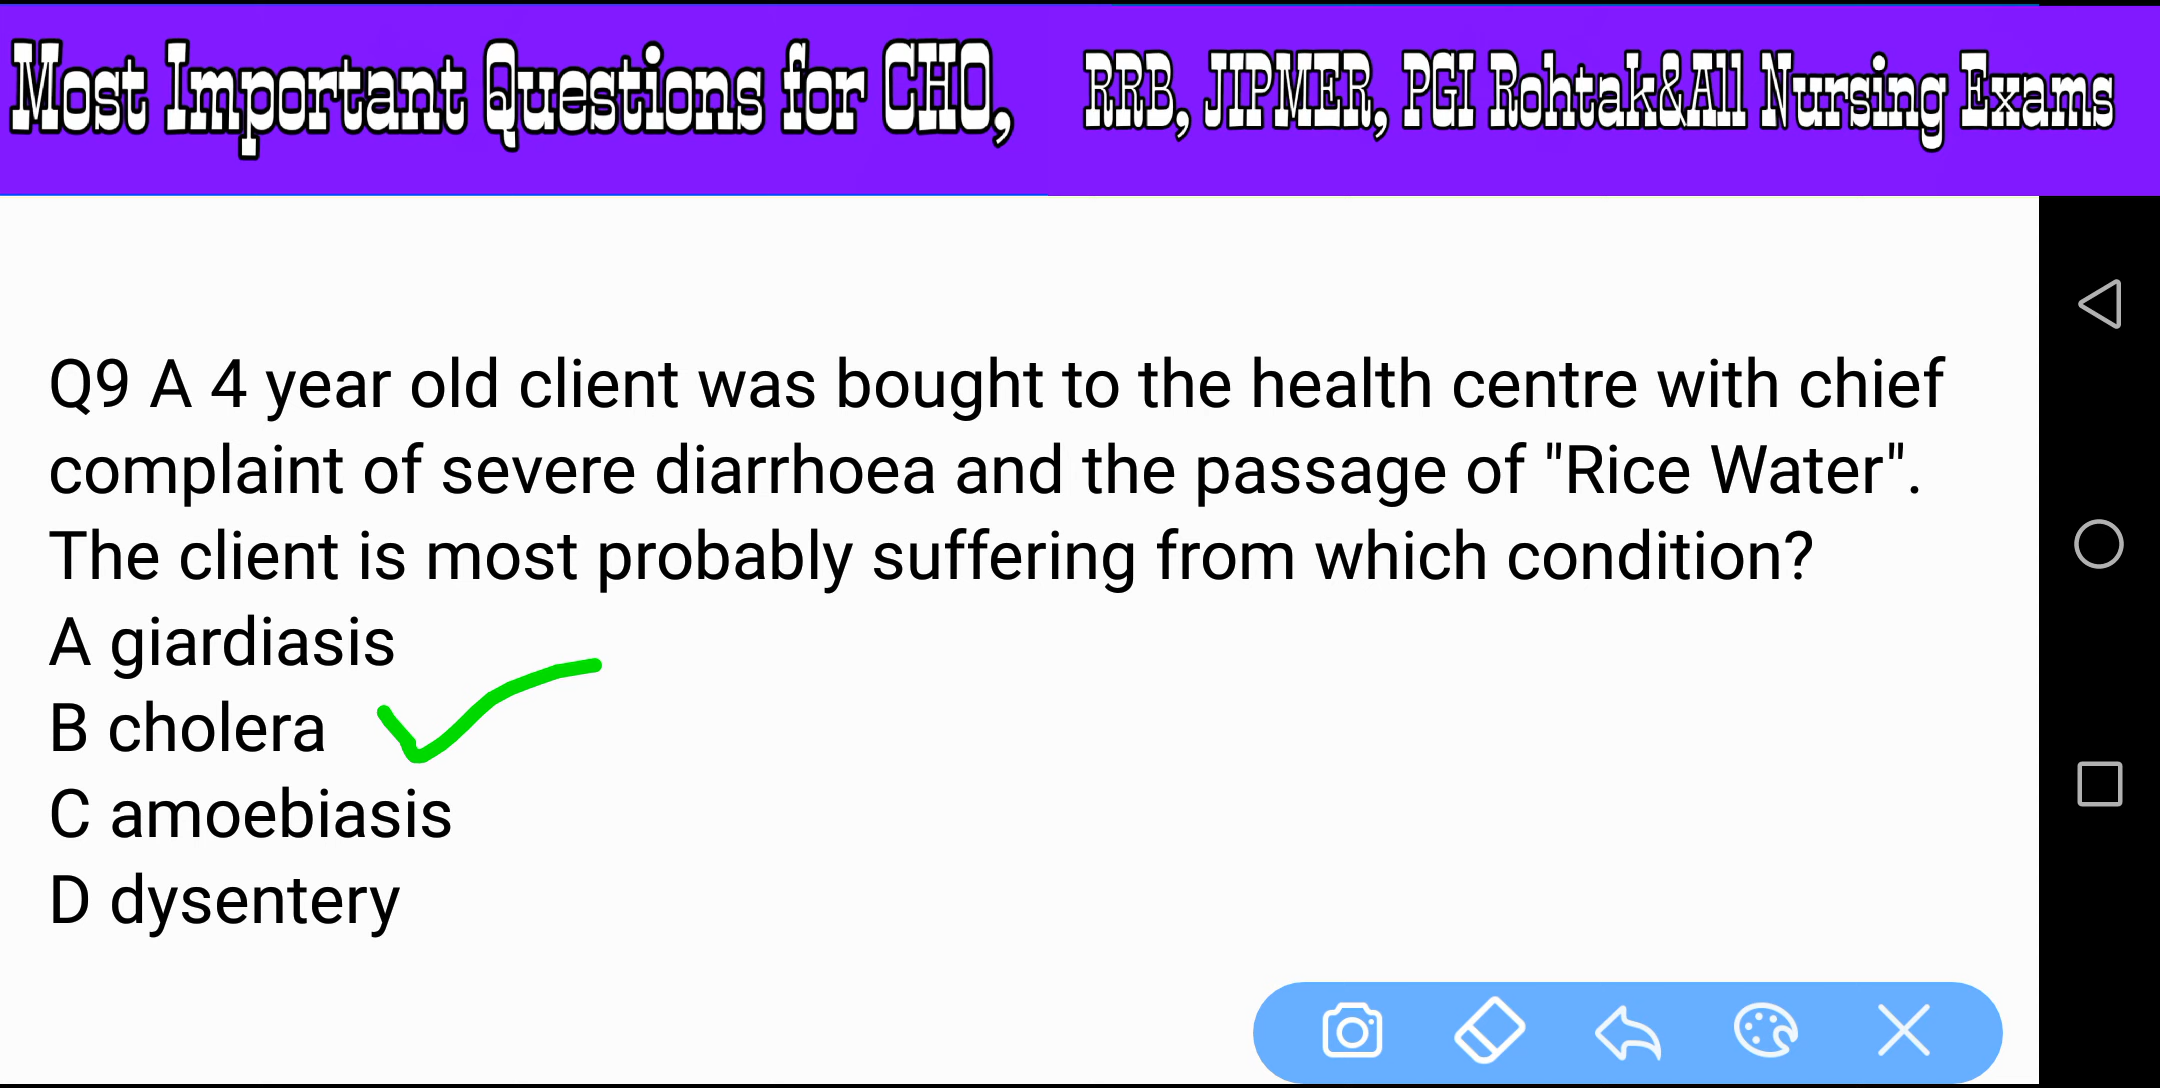 Most Important Questions for CHO, RRB, JIPMER, PGI Rohtak&All Nursing Exams
Q9 A 4 year old client was bought to the health centre with chief
complaint of severe diarrhoea and the passage of "Rice Water".
The client is most probably suffering from which condition?
A giardiasis
B cholera
C amoebiasis
D dysentery